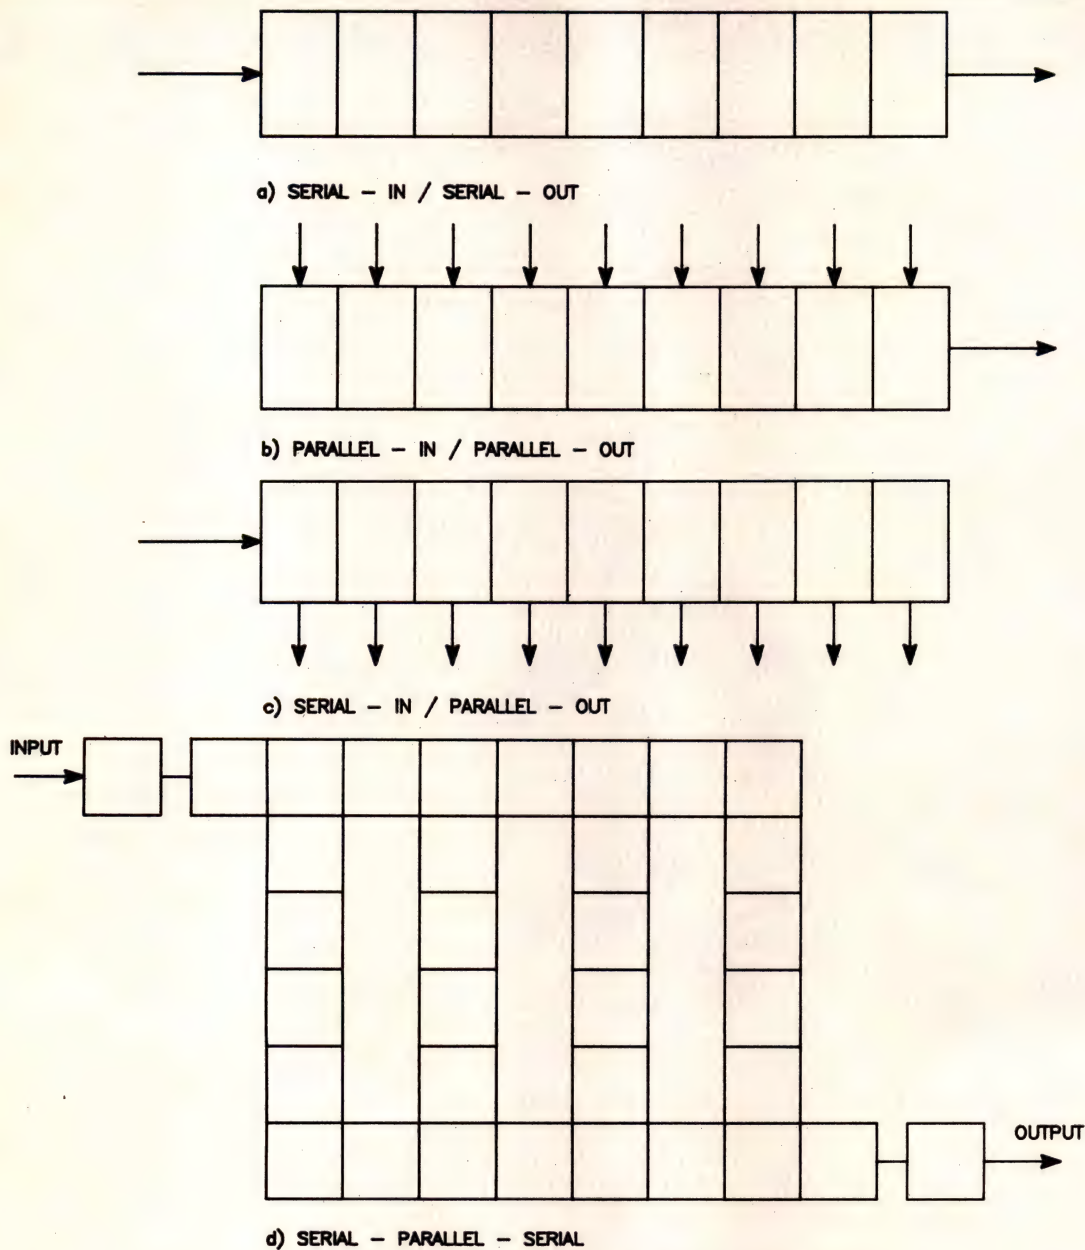 a) SERIAL – IN / SERIAL – OUT
b) PARALLEL – IN / PARALLEL – OUT
c) SERIAL – IN / PARALLEL – OUT
INPUT
OUTPUT
d) SERIAL – PARALLEL – SERIAL